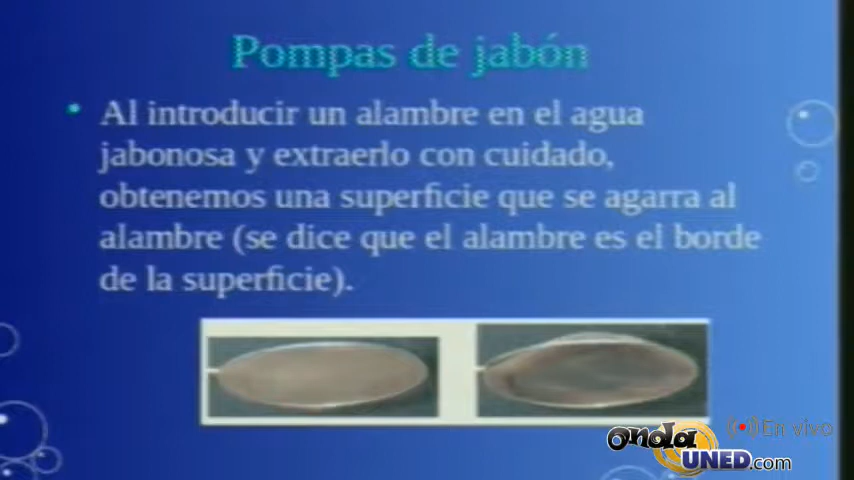 Pompas de jabón
• Al introducir un alambre en el agua
jabonosa y extraerlo con cuidado,
obtenemos una superficie que se agarra al
alambre (se dice que el alambre es el borde
de la superficie).
((•)) En vivo
onda
UNED.com